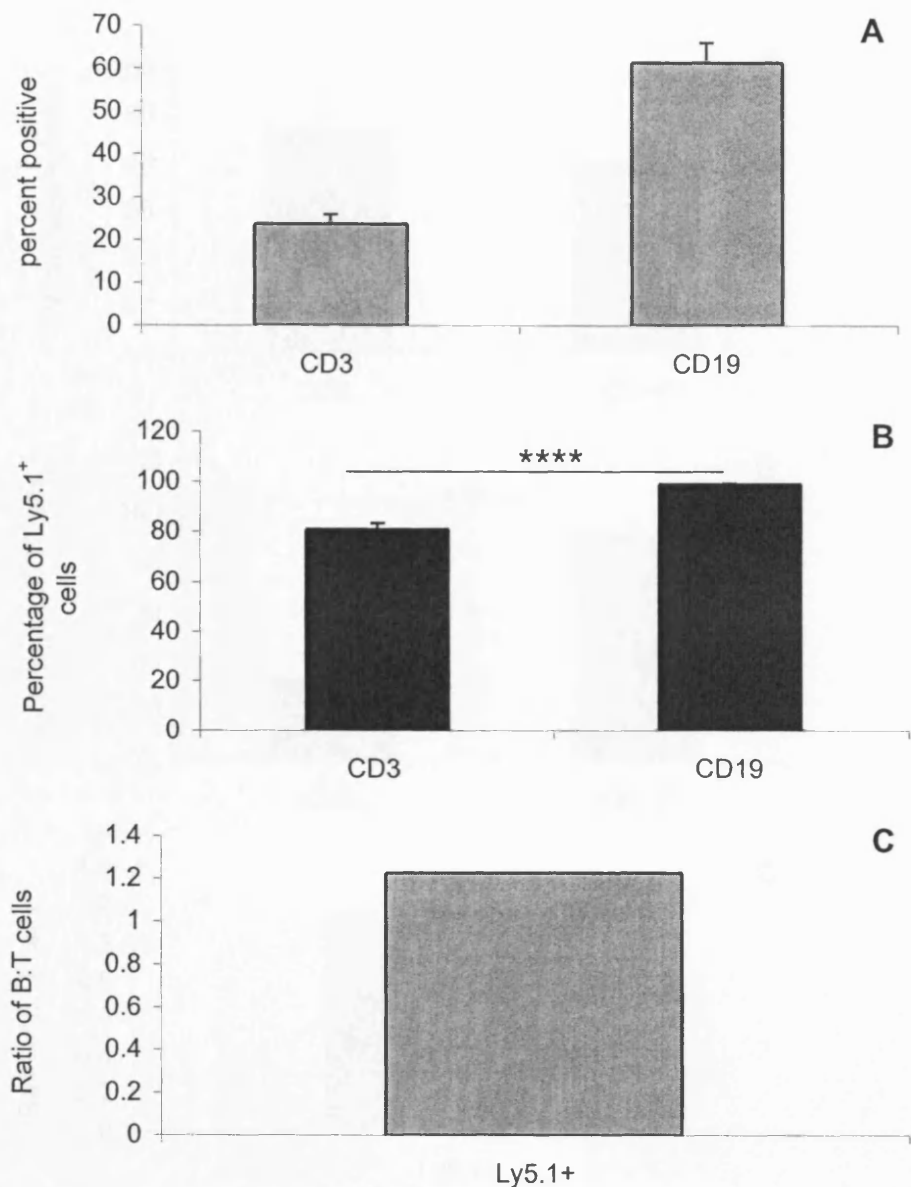 A
percent positive
70
60
50
40
30
20
10
0
CD3 CD19
B
Percentage of Ly5.1⁺
cells
120
100
80
60
40
20
0
****
CD3 CD19
C
Ratio of B:T cells
1.4
1.2
1
0.8
0.6
0.4
0.2
0
Ly5.1+